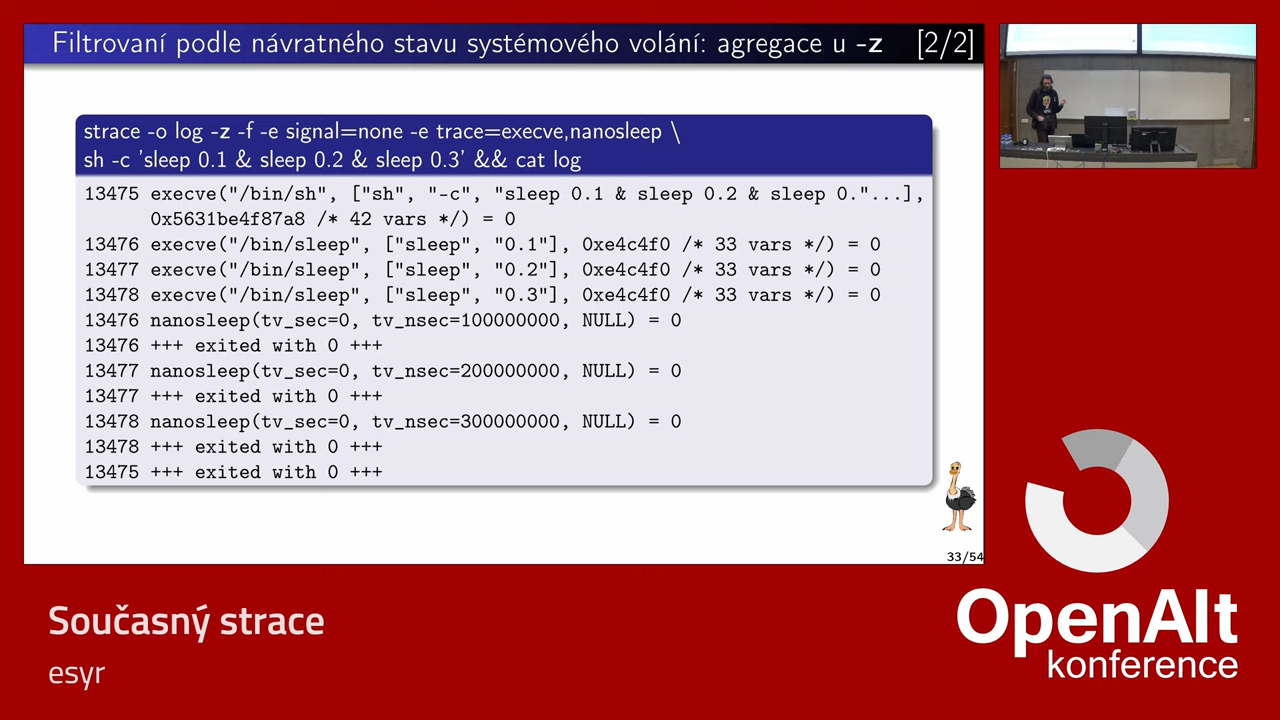 Filtrovaní podle návratného stavu systémového volání: agregace u -z [2/2]
strace -o log -z -f -e signal=none -e trace=execve,nanosleep \
sh -c 'sleep 0.1 & sleep 0.2 & sleep 0.3' && cat log
13475 execve("/bin/sh", ["sh", "-c", "sleep 0.1 & sleep 0.2 & sleep 0."...],
0x5631be4f87a8 /* 42 vars */) = 0
13476 execve("/bin/sleep", ["sleep", "0.1"], 0xe4c4f0 /* 33 vars */) = 0
13477 execve("/bin/sleep", ["sleep", "0.2"], 0xe4c4f0 /* 33 vars */) = 0
13478 execve("/bin/sleep", ["sleep", "0.3"], 0xe4c4f0 /* 33 vars */) = 0
13476 nanosleep(tv_sec=0, tv_nsec=100000000, NULL) = 0
13476 +++ exited with 0 +++
13477 nanosleep(tv_sec=0, tv_nsec=200000000, NULL) = 0
13477 +++ exited with 0 +++
13478 nanosleep(tv_sec=0, tv_nsec=300000000, NULL) = 0
13478 +++ exited with 0 +++
13475 +++ exited with 0 +++
33/54
Současný strace
esyr
OpenAlt
konference